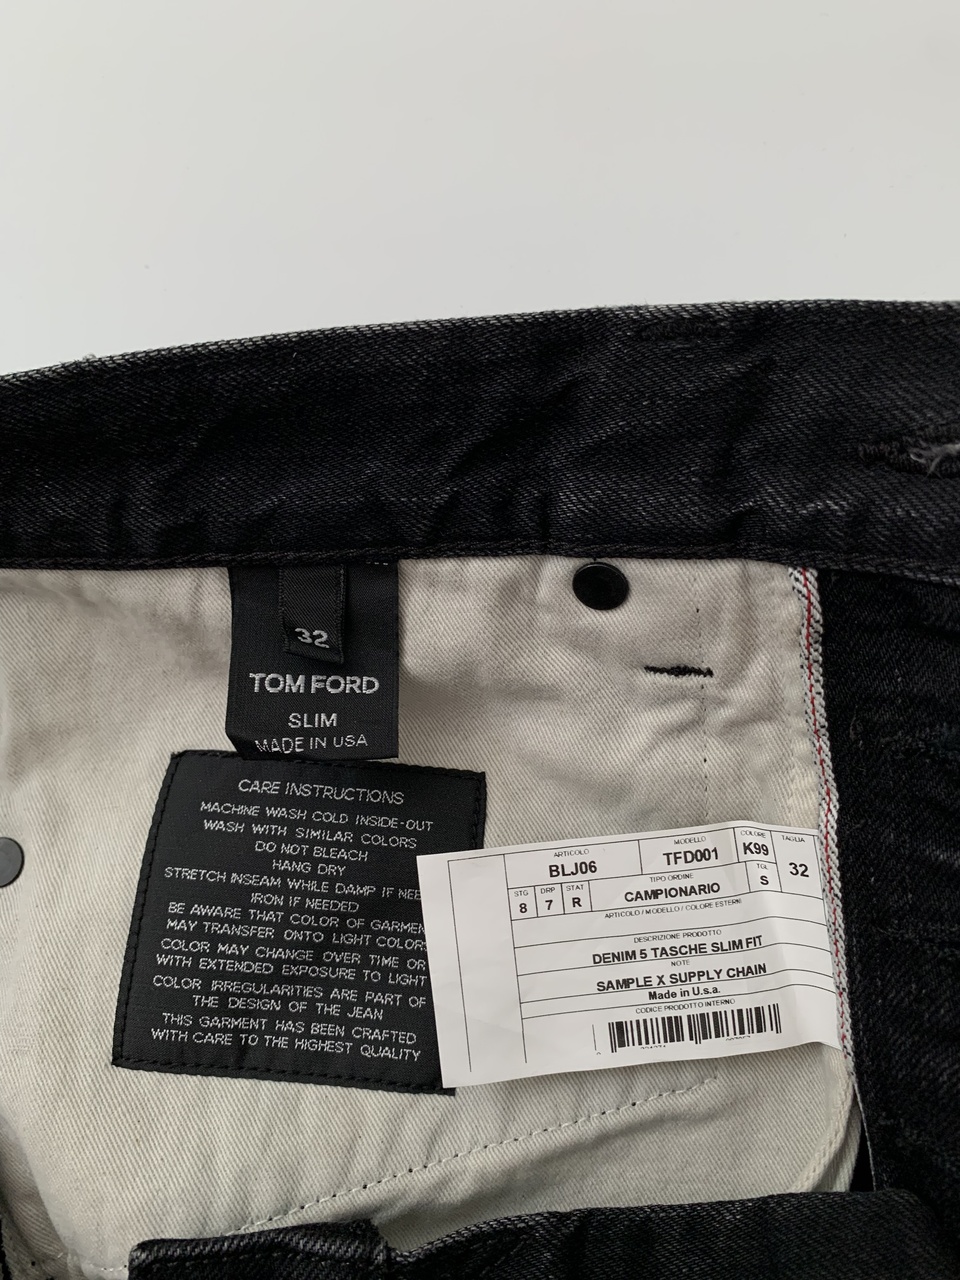 32
TOM FORD
SLIM
MADE IN USA
CARE INSTRUCTIONS
MACHINE WASH COLD INSIDE-OUT
WASH WITH SIMILAR COLORS
DO NOT BLEACH
HANG DRY
STRETCH INSEAM WHILE DAMP IF NEE
IRON IF NEEDED
BE AWARE THAT COLOR OF GARMEN
MAY TRANSFER ONTO LIGHT COLORS
COLOR MAY CHANGE OVER TIME OR
WITH EXTENDED EXPOSURE TO LIGHT
COLOR IRREGULARITIES ARE PART OF
THE DESIGN OF THE JEAN
THIS GARMENT HAS BEEN CRAFTED
WITH CARE TO THE HIGHEST QUALITY
ARTICOLO MODELLO COLORE TAGLIA
BLJ06 TFD001 K99 32
STG DRP STAT TIPO ORDINE TGL
8 7 R CAMPIONARIO S
ARTICOLO / MODELLO / COLORE ESTERNI
DESCRIZIONE PRODOTTO
DENIM 5 TASCHE SLIM FIT
NOTE
SAMPLE X SUPPLY CHAIN
Made in U.s.a.
CODICE PRODOTTO INTERNO